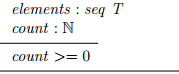 elements : seq T
count : ℕ
count >= 0